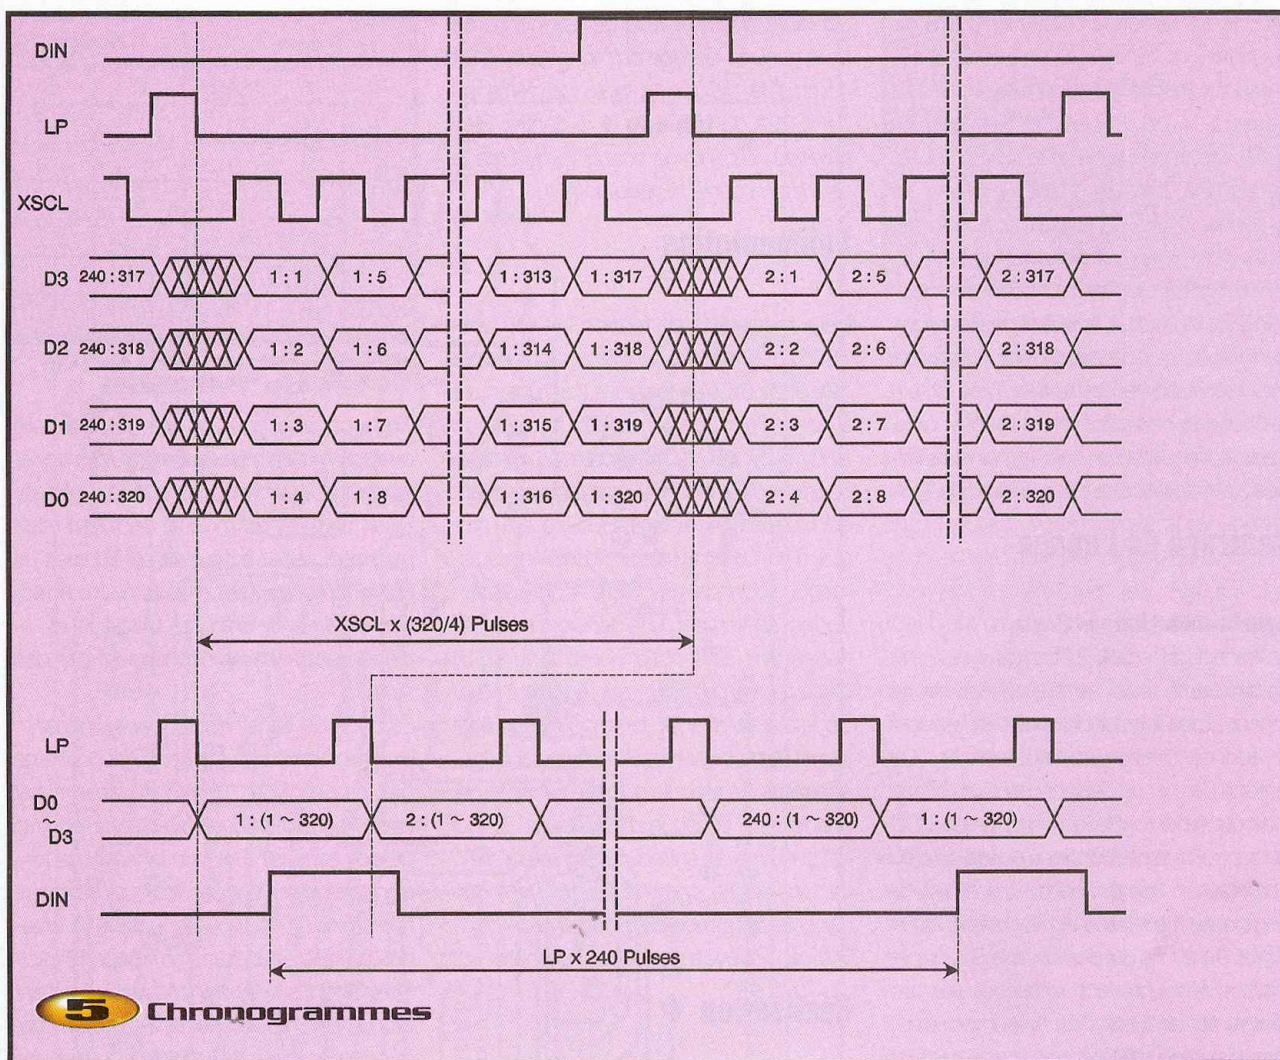 DIN
LP
XSCL
D3 240:317 1:1 1:5 1:313 1:317 2:1 2:5 2:317
D2 240:318 1:2 1:6 1:314 1:318 2:2 2:6 2:318
D1 240:319 1:3 1:7 1:315 1:319 2:3 2:7 2:319
D0 240:320 1:4 1:8 1:316 1:320 2:4 2:8 2:320
XSCL x (320/4) Pulses
LP
D0
~
D3
1 : (1 ~ 320) 2 : (1 ~ 320) 240 : (1 ~ 320) 1 : (1 ~ 320)
DIN
LP x 240 Pulses
5 Chronogrammes